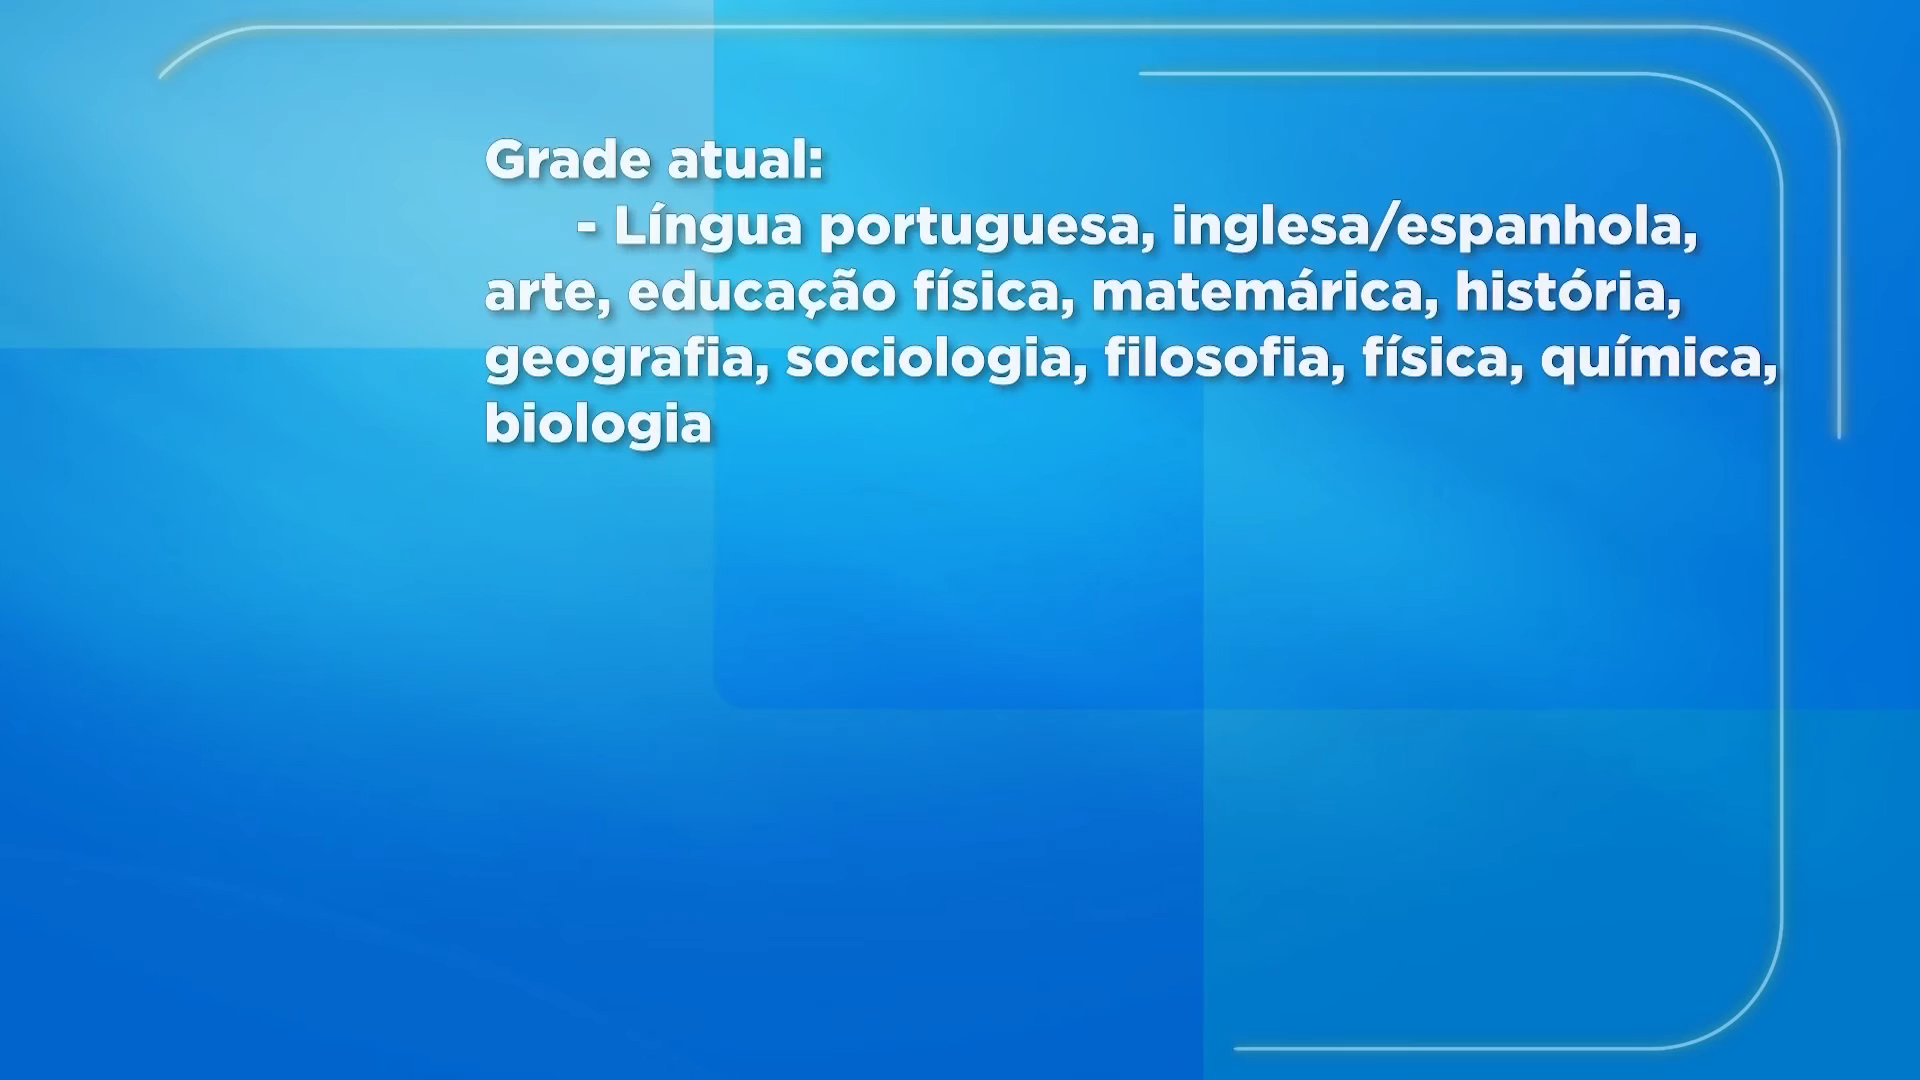 Grade atual:
- Língua portuguesa, inglesa/espanhola,
arte, educação física, matemárica, história,
geografia, sociologia, filosofia, física, química,
biologia